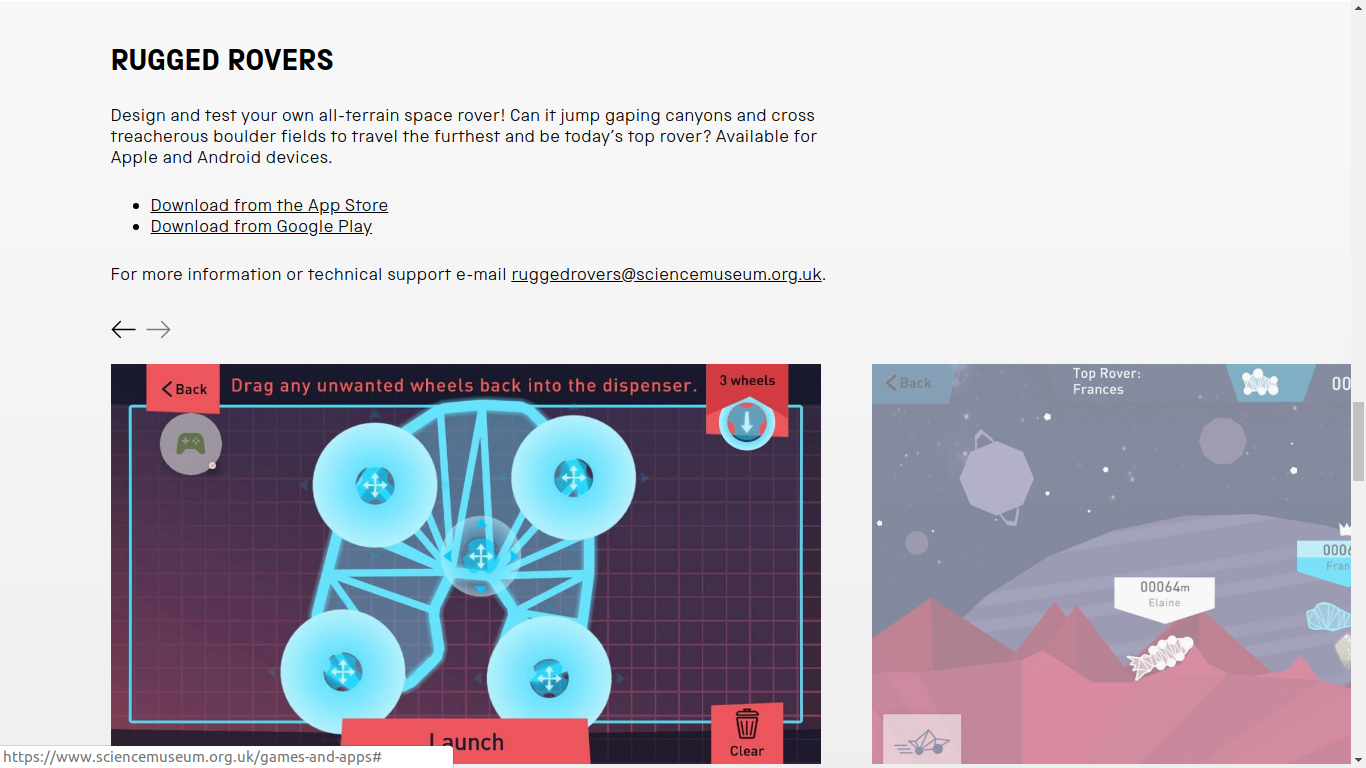 RUGGED ROVERS
Design and test your own all-terrain space rover! Can it jump gaping canyons and cross
treacherous boulder fields to travel the furthest and be today's top rover? Available for
Apple and Android devices.
Download from the App Store
Download from Google Play
For more information or technical support e-mail ruggedrovers@sciencemuseum.org.uk.
Back
Drag any unwanted wheels back into the dispenser.
3 wheels
Launch
Clear
Back
Top Rover:
Frances
00
00064m
Elaine
0006
Fran
https://www.sciencemuseum.org.uk/games-and-apps#